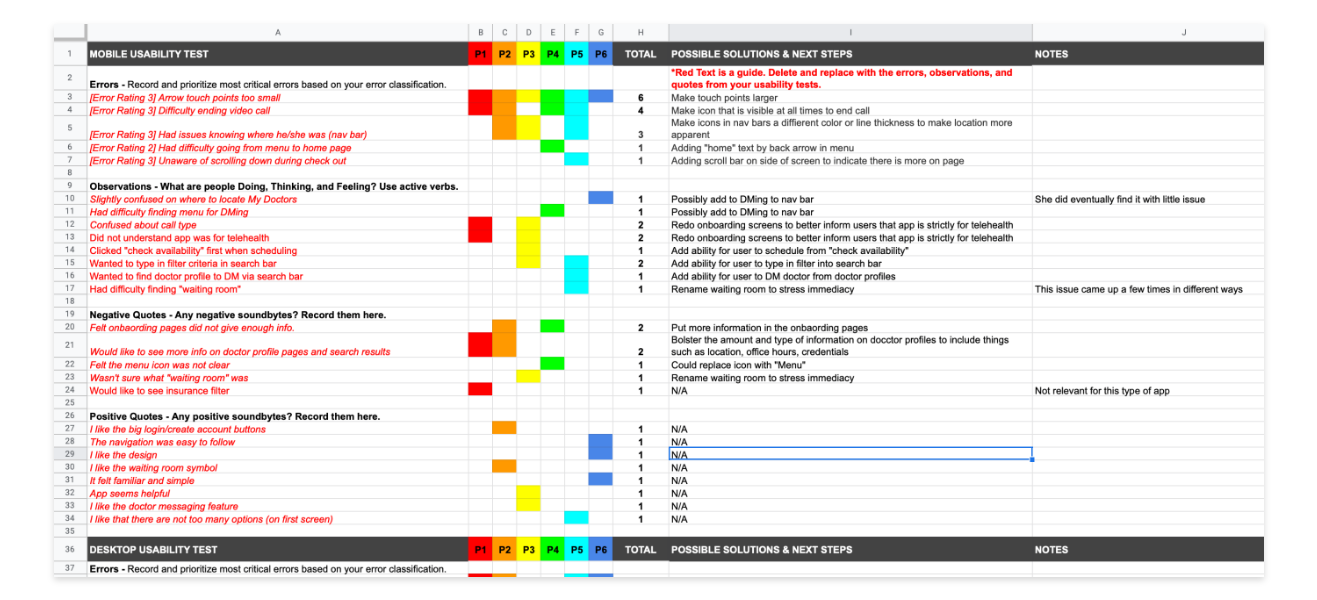 A B C D E F G H I J
1 MOBILE USABILITY TEST P1 P2 P3 P4 P5 P6 TOTAL POSSIBLE SOLUTIONS & NEXT STEPS NOTES
*Red Text is a guide. Delete and replace with the errors, observations, and
2 Errors - Record and prioritize most critical errors based on your error classification. quotes from your usability tests.
3 [Error Rating 3] Arrow touch points too small 6 Make touch points larger
4 [Error Rating 3] Difficulty ending video call 4 Make icon that is visible at all times to end call
Make icons in nav bars a diffierent color or line thickness to make location more
5 [Error Rating 3] Had issues knowing where he/she was (nav bar) 3 apparent
6 [Error Rating 2] Had difficulty going from menu to home page 1 Adding "home" text by back arrow in menu
7 [Error Rating 3] Unaware of scrolling down during check out 1 Adding scroll bar on side of screen to indicate there is more on page
8
9 Observations - What are people Doing, Thinking, and Feeling? Use active verbs.
10 Slightly confused on where to locate My Doctors 1 Possibly add to DMing to nav bar She did eventually find it with little issue
11 Had difficulty finding menu for DMing 1 Possibly add to DMing to nav bar
12 Confused about call type 2 Redo onboarding screens to better inform users that app is strictly for telehealth
13 Did not understand app was for telehealth 2 Redo onboarding screens to better inform users that app is strictly for telehealth
14 Clicked "check availability" first when scheduling 1 Add ability for user to schedule from "check availability"
15 Wanted to type in filter criteria in search bar 2 Add ability for user to type in filter into search bar
16 Wanted to find doctor profile to DM via search bar 1 Add ability for user to DM doctor from doctor profiles
17 Had difficulty finding "waiting room" 1 Rename waiting room to stress immediacy This issue came up a few times in different ways
18
19 Negative Quotes - Any negative soundbytes? Record them here.
20 Felt onbaording pages did not give enough info. 2 Put more information in the onbaording pages
Bolster the amount and type of information on docctor profiles to include things
21 Would like to see more info on doctor profile pages and search results 2 such as location, office hours, credentials
22 Felt the menu icon was not clear 1 Could replace icon with "Menu"
23 Wasn't sure what "waiting room" was 1 Rename waiting room to stress immediacy
24 Would like to see insurance filter 1 N/A Not relevant for this type of app
25
26 Positive Quotes - Any positive soundbytes? Record them here.
27 I like the big login/create account buttons 1 N/A
28 The navigation was easy to follow 1 N/A
29 I like the design 1 N/A
30 I like the waiting room symbol 1 N/A
31 It felt familiar and simple 1 N/A
32 App seems helpful 1 N/A
33 I like the doctor messaging feature 1 N/A
34 I like that there are not too many options (on first screen) 1 N/A
35
36 DESKTOP USABILITY TEST P1 P2 P3 P4 P5 P6 TOTAL POSSIBLE SOLUTIONS & NEXT STEPS NOTES
37 Errors - Record and prioritize most critical errors based on your error classification.